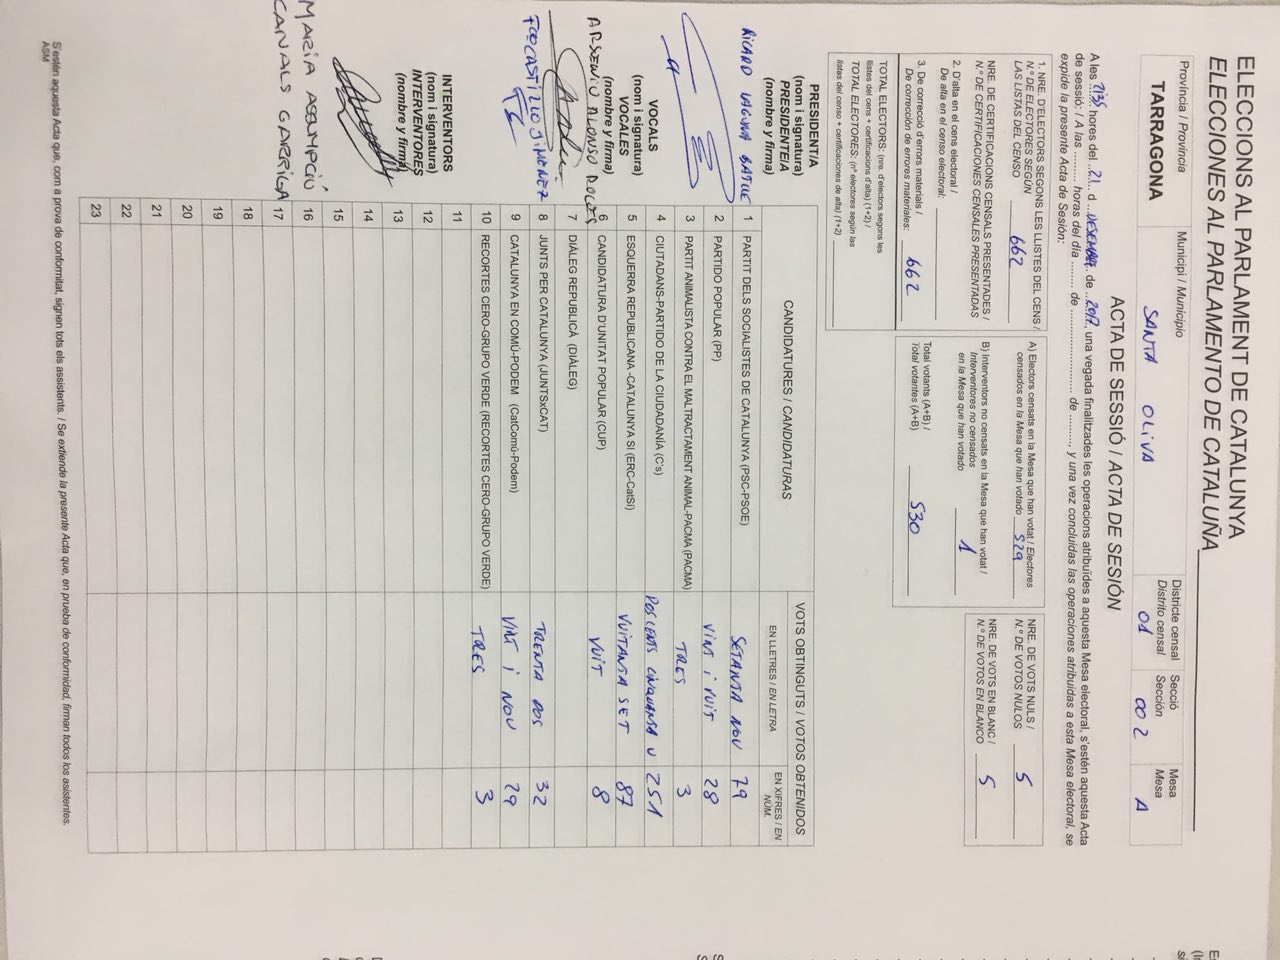 ELECCIONS AL PARLAMENT DE CATALUNYA
ELECCIONES AL PARLAMENTO DE CATALUÑA
ACTA DE SESSIÓ / ACTA DE SESIÓN
Província / Provincia
TARRAGONA
Municipi / Municipio
SANTA OLIVA
Districte censal
Distrito censal
01
Secció
Sección
002
Mesa
Mesa
A
A les 21'35 hores del 21 d DESEMBRE de 2017, una vegada finalitzades les operacions atribuïdes a aquesta Mesa electoral, s'estén aquesta Acta
de sessió: / A las ......... horas del día ......... de ......................... de ........., y una vez concluidas las operaciones atribuidas a esta Mesa electoral, se
expide la presente Acta de Sesión:
1. NRE. D'ELECTORS SEGONS LES LLISTES DEL CENS /
N.º DE ELECTORES SEGÚN
LAS LISTAS DEL CENSO 662
NRE. DE CERTIFICACIONS CENSALS PRESENTADES /
N.º DE CERTIFICACIONES CENSALES PRESENTADAS
2. D'alta en el cens electoral /
De alta en el censo electoral:
3. De correcció d'errors materials /
De corrección de errores materiales: 662
TOTAL ELECTORS: (nre. d'electors segons les
llistes del cens + certificacions d'alta) (1+2) /
TOTAL ELECTORES: (nº electores según las
listas del censo + certificaciones de alta) (1+2)
A) Electors censats en la Mesa que han votat / Electores
censados en la Mesa que han votado 529
B) Interventors no censats en la Mesa que han votat /
Interventores no censados
en la Mesa que han votado 1
Total votants (A+B) /
Total votantes (A+B) 530
NRE. DE VOTS NULS /
N.º DE VOTOS NULOS 5
NRE. DE VOTS EN BLANC /
N.º DE VOTOS EN BLANCO 5
PRESIDENT/A
(nom i signatura)
PRESIDENTE/A
(nombre y firma)
RICARD LAGUNA BATLLE
VOCALS
(nom i signatura)
VOCALES
(nombre y firma)
ARSENIO ALONSO
FCO CASTILLO JIMENEZ
INTERVENTORS
(nom i signatura)
INTERVENTORES
(nombre y firma)
MARIA ASSUMPCIÓ
CANALS GARRIGA
CANDIDATURES / CANDIDATURAS
VOTS OBTINGUTS / VOTOS OBTENIDOS
EN LLETRES / EN LETRA
EN XIFRES / EN NÚM.
1 PARTIT DELS SOCIALISTES DE CATALUNYA (PSC-PSOE) SETANTA NOU 79
2 PARTIDO POPULAR (PP) VINT I VUIT 28
3 PARTIT ANIMALISTA CONTRA EL MALTRACTAMENT ANIMAL-PACMA (PACMA) TRES 3
4 CIUTADANS-PARTIDO DE LA CIUDADANÍA (C's) DOSCENTS CINQUANTA U 251
5 ESQUERRA REPUBLICANA -CATALUNYA SI (ERC-CatSí) VUITANTA SET 87
6 CANDIDATURA D'UNITAT POPULAR (CUP) VUIT 8
7 DIÀLEG REPUBLICÀ (DIÀLEG)
8 JUNTS PER CATALUNYA (JUNTSxCAT) TRENTA DOS 32
9 CATALUNYA EN COMÚ-PODEM (CatComú-Podem) VINT I NOU 29
10 RECORTES CERO-GRUPO VERDE (RECORTES CERO-GRUPO VERDE) TRES 3
11
12
13
14
15
16
17
18
19
20
21
22
23
S'estén aquesta Acta que, com a prova de conformitat, signen tots els assistents. / Se extiende la presente Acta que, en prueba de conformidad, firman todos los asistentes.
ASM